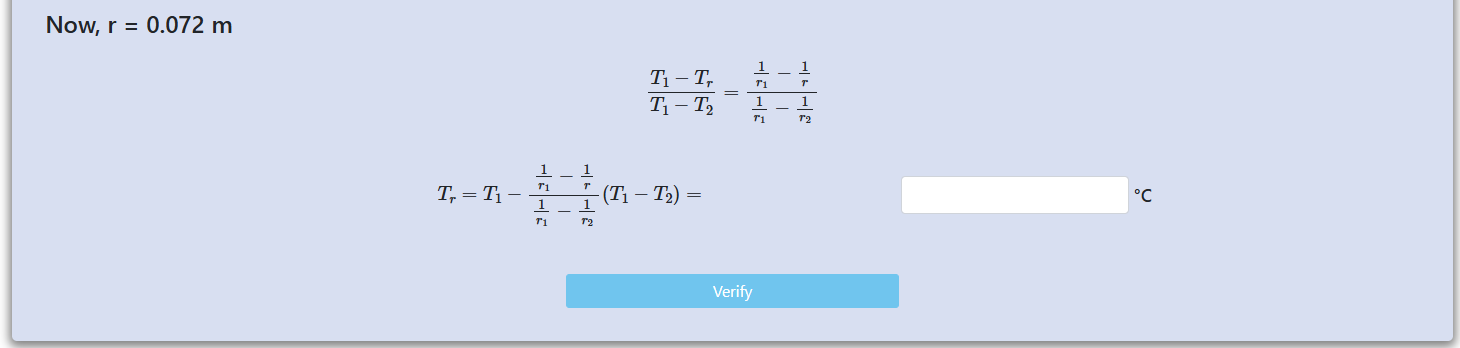 Now, r = 0.072 m
\frac{T_1 - T_r}{T_1 - T_2} = \frac{\frac{1}{r_1} - \frac{1}{r}}{\frac{1}{r_1} - \frac{1}{r_2}}
T_r = T_1 - \frac{\frac{1}{r_1} - \frac{1}{r}}{\frac{1}{r_1} - \frac{1}{r_2}} (T_1 - T_2) = °C
Verify